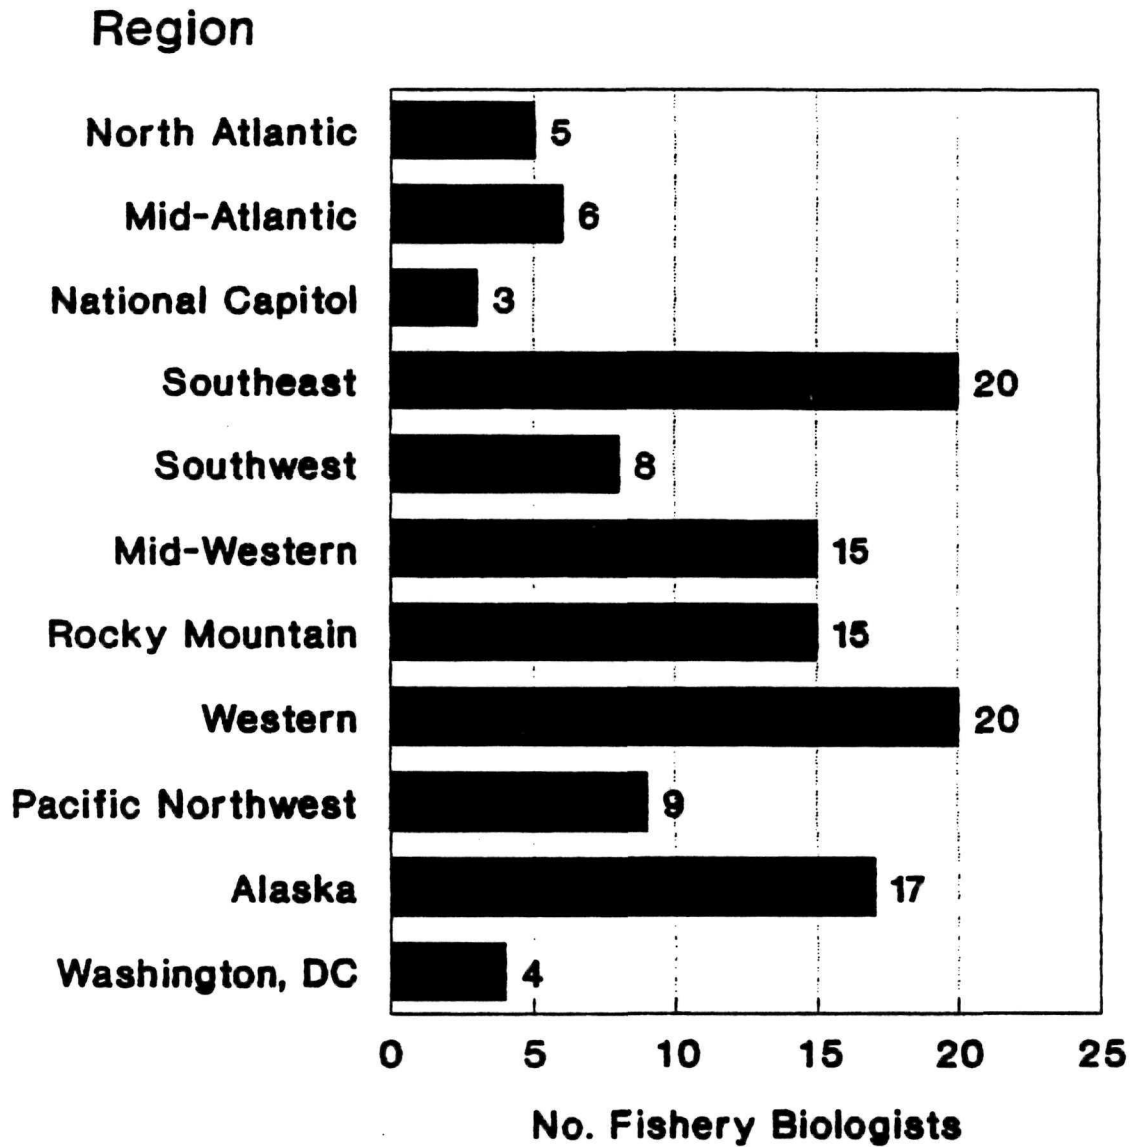 Region
North Atlantic 5
Mid-Atlantic 6
National Capitol 3
Southeast 20
Southwest 8
Mid-Western 15
Rocky Mountain 15
Western 20
Pacific Northwest 9
Alaska 17
Washington, DC 4
0 5 10 15 20 25
No. Fishery Biologists